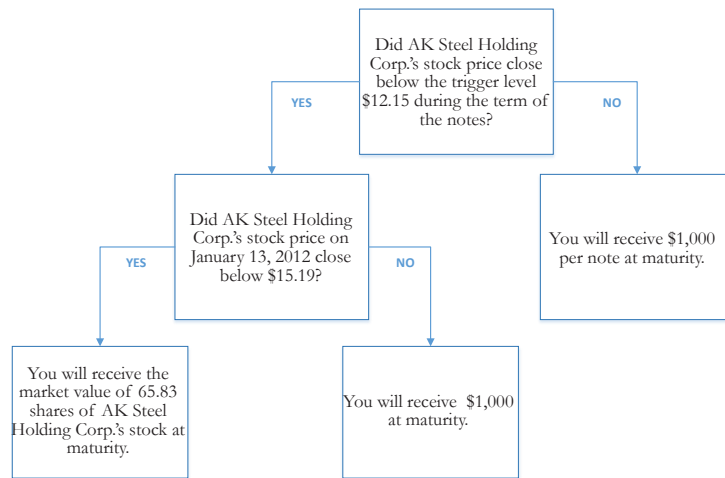 Did AK Steel Holding
Corp.'s stock price close
below the trigger level
$12.15 during the term of
the notes?
YES
NO
Did AK Steel Holding
Corp.'s stock price on
January 13, 2012 close
below $15.19?
You will receive $1,000
per note at maturity.
YES
NO
You will receive the
market value of 65.83
shares of AK Steel
Holding Corp.'s stock at
maturity.
You will receive $1,000
at maturity.